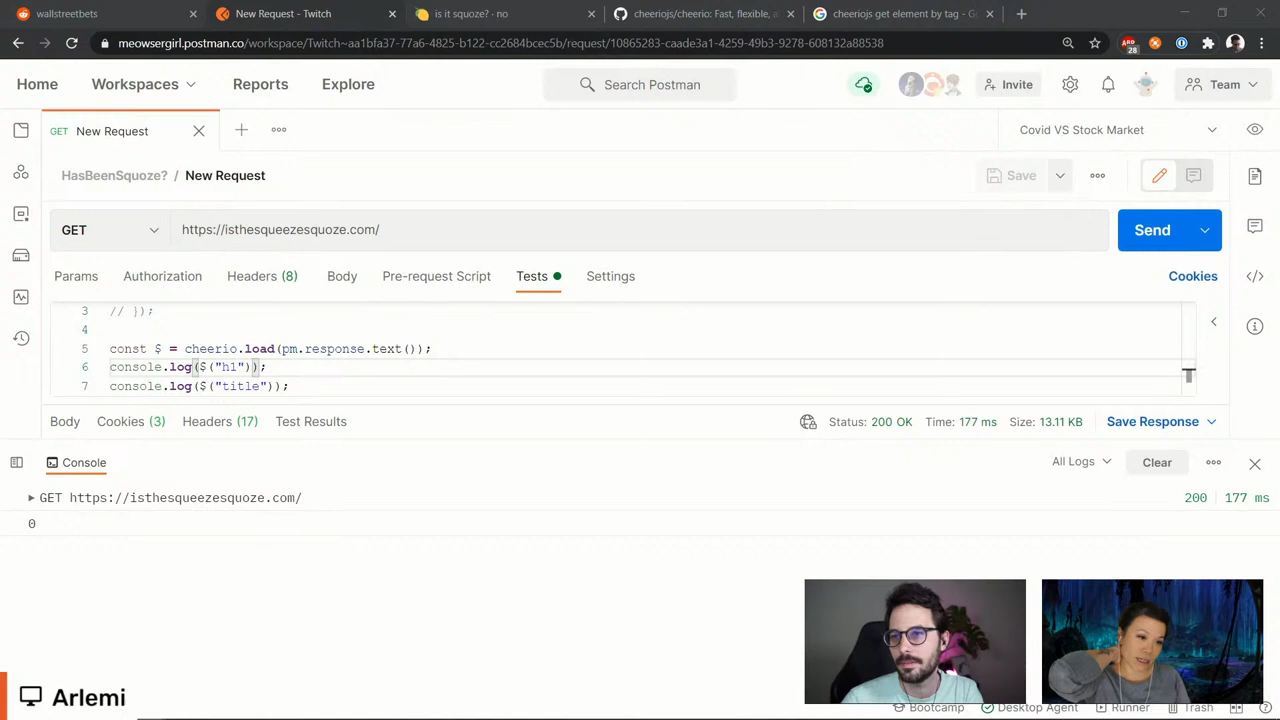 wallstreetbets
New Request - Twitch
is it squoze? · no
cheeriojs/cheerio: Fast, flexible, a
cheeriojs get element by tag - G
meowsergirl.postman.co/workspace/Twitch~aa1bfa37-77a6-4825-b122-cc2684bcec5b/request/10865283-caade3a1-4259-49b3-9278-608132a88538
28
Home
Workspaces
Reports
Explore
Search Postman
Invite
Team
GET New Request
Covid VS Stock Market
HasBeenSquoze? / New Request
Save
GET
https://isthesqueezesquoze.com/
Send
Params
Authorization
Headers (8)
Body
Pre-request Script
Tests
Settings
Cookies
3 // });
4
5 const $ = cheerio.load(pm.response.text());
6 console.log($("h1"));
7 console.log($("title"));
Body
Cookies (3)
Headers (17)
Test Results
Status: 200 OK
Time: 177 ms
Size: 13.11 KB
Save Response
Console
All Logs
Clear
GET https://isthesqueezesquoze.com/
200 177 ms
0
Arlemi
Bootcamp
Desktop Agent
Runner
Trash